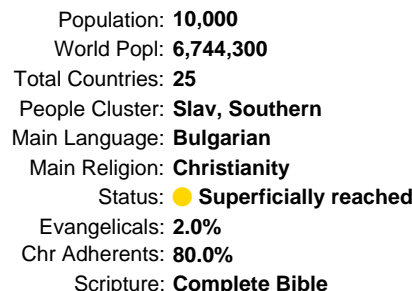 Population: 10,000
World Popl: 6,744,300
Total Countries: 25
People Cluster: Slav, Southern
Main Language: Bulgarian
Main Religion: Christianity
Status: Superficially reached
Evangelicals: 2.0%
Chr Adherents: 80.0%
Scripture: Complete Bible